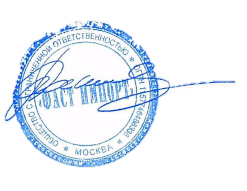 ОБЩЕСТВО С ОГРАНИЧЕННОЙ ОТВЕТСТВЕННОСТЬЮ
«ФАСТ ИМПОРТ»
* МОСКВА *